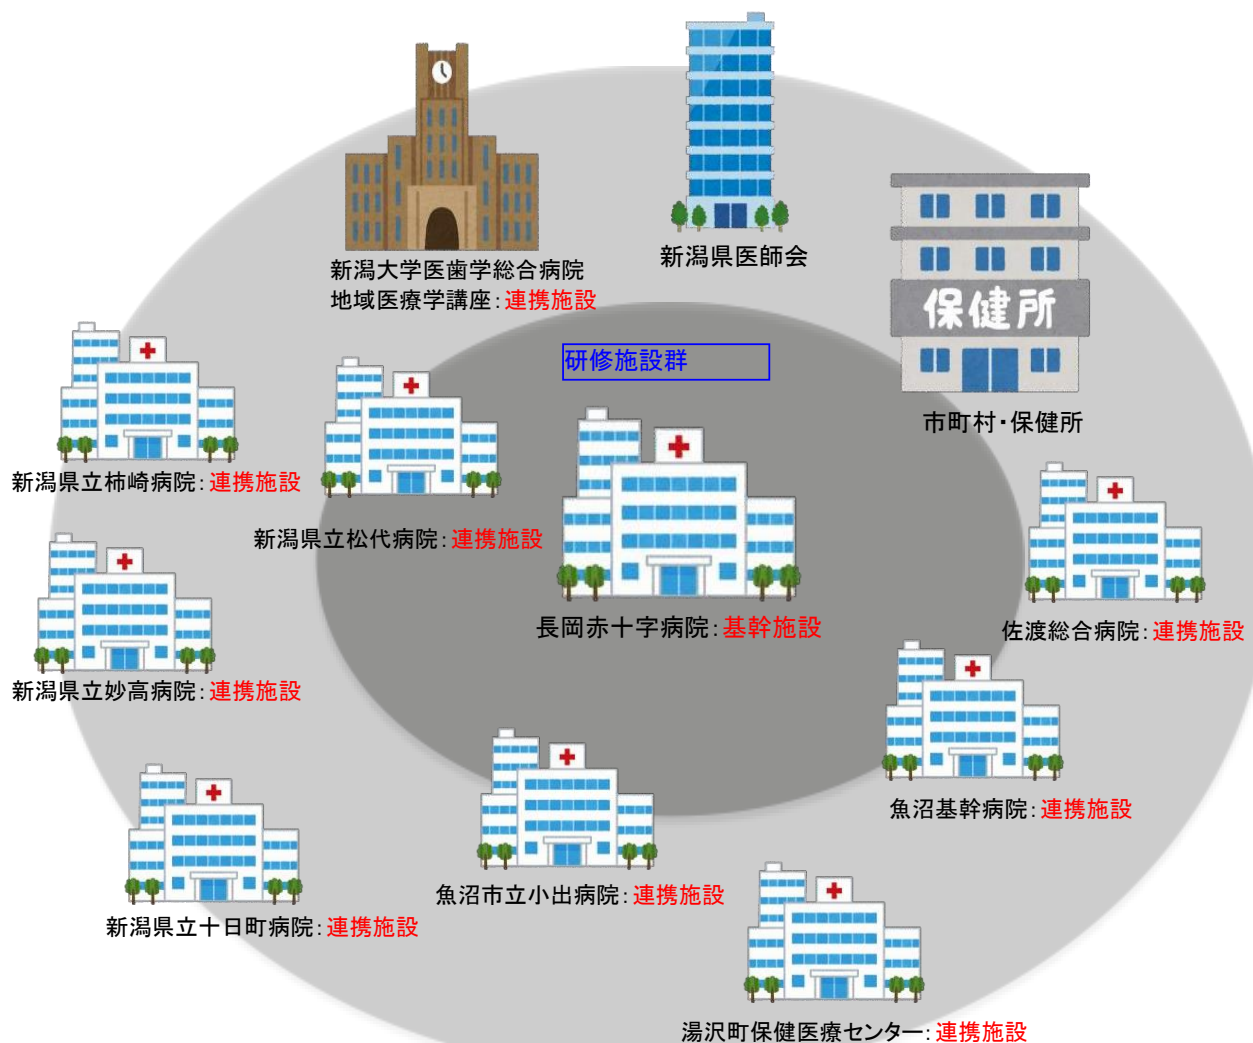 新潟大学医歯学総合病院
地域医療学講座：連携施設
新潟県医師会
保健所
市町村・保健所
研修施設群
新潟県立柿崎病院：連携施設
新潟県立松代病院：連携施設
長岡赤十字病院：基幹施設
佐渡総合病院：連携施設
新潟県立妙高病院：連携施設
魚沼基幹病院：連携施設
魚沼市立小出病院：連携施設
新潟県立十日町病院：連携施設
湯沢町保健医療センター：連携施設